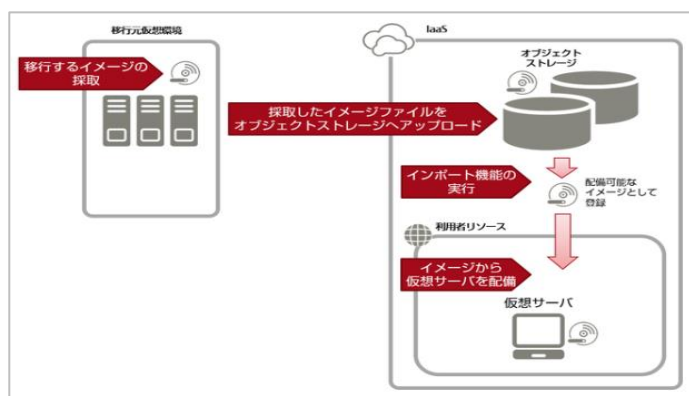 移行元仮想環境
移行するイメージの
採取
IaaS
オブジェクト
ストレージ
採取したイメージファイルを
オブジェクトストレージへアップロード
インポート機能の
実行
配備可能な
イメージとして
登録
利用者リソース
イメージから
仮想サーバを配備
仮想サーバ